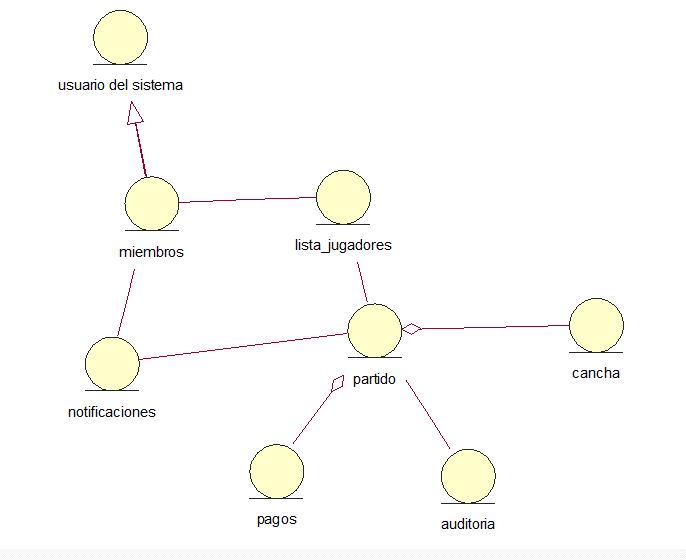 usuario del sistema
miembros
lista_jugadores
notificaciones
partido
cancha
pagos
auditoria